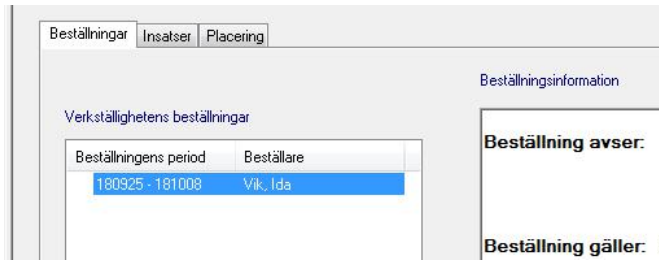 Beställningar Insatser Placering
Beställningsinformation
Verkställighetens beställningar
Beställning avser:
Beställningens period Beställare
180925 - 181008 Vik, Ida
Beställning gäller: